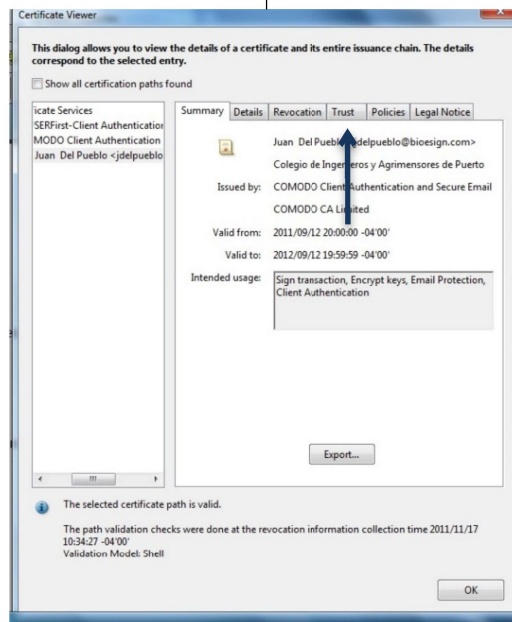 Certificate Viewer
This dialog allows you to view the details of a certificate and its entire issuance chain. The details
correspond to the selected entry.
Show all certification paths found
icate Services
SERFirst-Client Authentication
MODO Client Authentication
Juan Del Pueblo <jdelpueblo
Summary Details Revocation Trust Policies Legal Notice
Juan Del Pueblo <jdelpueblo@bioesign.com>
Colegio de Ingenieros y Agrimensores de Puerto
Issued by: COMODO Client Authentication and Secure Email
COMODO CA Limited
Valid from: 2011/09/12 20:00:00 -04'00'
Valid to: 2012/09/12 19:59:59 -04'00'
Intended usage: Sign transaction, Encrypt keys, Email Protection,
Client Authentication
Export...
The selected certificate path is valid.
The path validation checks were done at the revocation information collection time 2011/11/17
10:34:27 -04'00'
Validation Model: Shell
OK